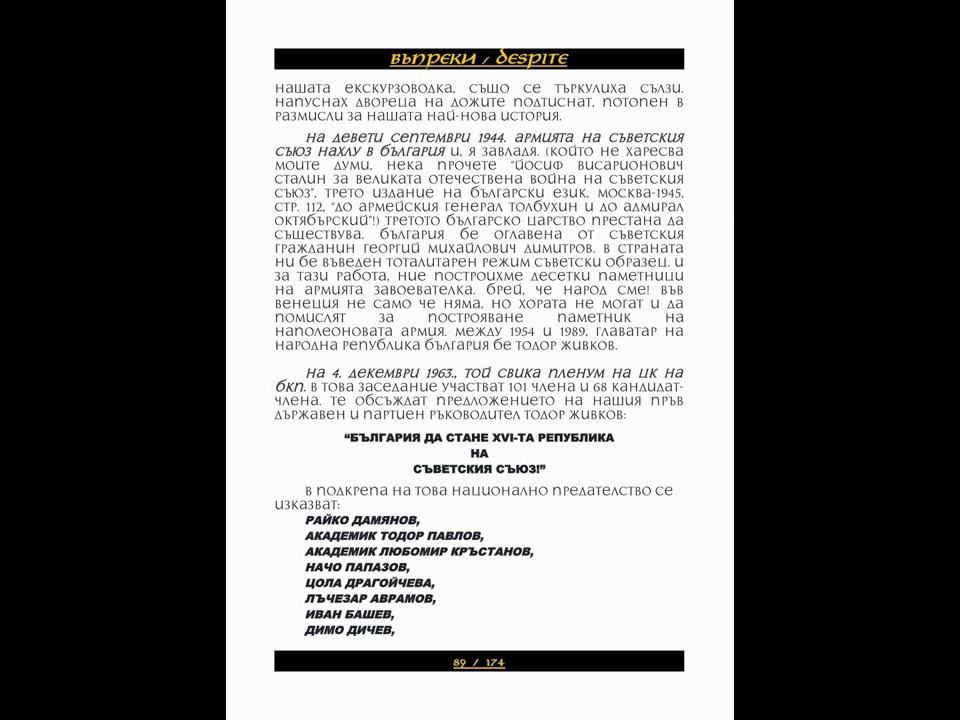 ВЪПРЕКИ / DESPITE
НАШАТА ЕКСКУРЗОВОДКА, СЪЩО СЕ ТЪРКУЛИХА СЪЛЗИ.
НАПУСНАХ ДВОРЕЦА НА ДОЖИТЕ ПОДТИСНАТ, ПОТОПЕН В
РАЗМИСЛИ ЗА НАШАТА НАЙ-НОВА ИСТОРИЯ.
НА ДЕВЕТИ СЕПТЕМВРИ 1944. АРМИЯТА НА СЪВЕТСКИЯ
СЪЮЗ НАХЛУ В БЪЛГАРИЯ И, Я ЗАВЛАДЯ. (КОЙТО НЕ ХАРЕСВА
МОИТЕ ДУМИ, НЕКА ПРОЧЕТЕ "ЙОСИФ ВИСАРИОНОВИЧ
СТАЛИН ЗА ВЕЛИКАТА ОТЕЧЕСТВЕНА ВОЙНА НА СЪВЕТСКИЯ
СЪЮЗ", ТРЕТО ИЗДАНИЕ НА БЪЛГАРСКИ ЕЗИК, МОСКВА-1945,
СТР. 112, "ДО АРМЕЙСКИЯ ГЕНЕРАЛ ТОЛБУХИН И ДО АДМИРАЛ
ОКТЯБЪРСКИЙ"!) ТРЕТОТО БЪЛГАРСКО ЦАРСТВО ПРЕСТАНА ДА
СЪЩЕСТВУВА. БЪЛГАРИЯ БЕ ОГЛАВЕНА ОТ СЪВЕТСКИЯ
ГРАЖДАНИН ГЕОРГИЙ МИХАЙЛОВИЧ ДИМИТРОВ. В СТРАНАТА
НИ БЕ ВЪВЕДЕН ТОТАЛИТАРЕН РЕЖИМ СЪВЕТСКИ ОБРАЗЕЦ. И
ЗА ТАЗИ РАБОТА, НИЕ ПОСТРОИХМЕ ДЕСЕТКИ ПАМЕТНИЦИ
НА АРМИЯТА ЗАВОЕВАТЕЛКА. БРЕЙ, ЧЕ НАРОД СМЕ! ВЪВ
ВЕНЕЦИЯ НЕ САМО ЧЕ НЯМА, НО ХОРАТА НЕ МОГАТ И ДА
ПОМИСЛЯТ ЗА ПОСТРОЯВАНЕ ПАМЕТНИК НА
НАПОЛЕОНОВАТА АРМИЯ. МЕЖДУ 1954 И 1989, ГЛАВАТАР НА
НАРОДНА РЕПУБЛИКА БЪЛГАРИЯ БЕ ТОДОР ЖИВКОВ.
НА 4. ДЕКЕМВРИ 1963., ТОЙ СВИКА ПЛЕНУМ НА ЦК НА
БКП. В ТОВА ЗАСЕДАНИЕ УЧАСТВАТ 101 ЧЛЕНА И 68 КАНДИДАТ-
ЧЛЕНА. ТЕ ОБСЪЖДАТ ПРЕДЛОЖЕНИЕТО НА НАШИЯ ПРЪВ
ДЪРЖАВЕН И ПАРТИЕН РЪКОВОДИТЕЛ ТОДОР ЖИВКОВ:
“БЪЛГАРИЯ ДА СТАНЕ XVI-ТА РЕПУБЛИКА
НА
СЪВЕТСКИЯ СЪЮЗ!”
В ПОДКРЕПА НА ТОВА НАЦИОНАЛНО ПРЕДАТЕЛСТВО СЕ
ИЗКАЗВАТ:
РАЙКО ДАМЯНОВ,
АКАДЕМИК ТОДОР ПАВЛОВ,
АКАДЕМИК ЛЮБОМИР КРЪСТАНОВ,
НАЧО ПАПАЗОВ,
ЦОЛА ДРАГОЙЧЕВА,
ЛЪЧЕЗАР АВРАМОВ,
ИВАН БАШЕВ,
ДИМО ДИЧЕВ,
89 / 174